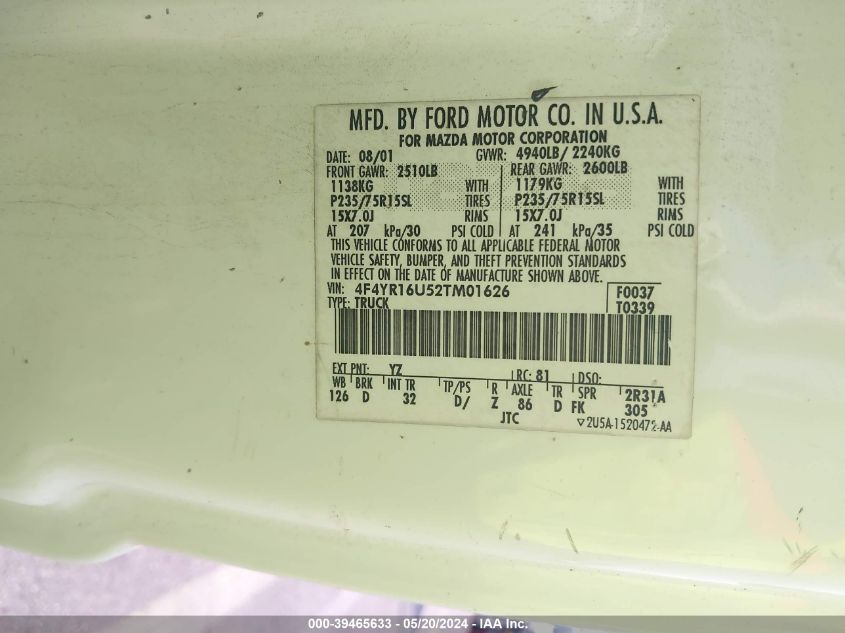 MFD. BY FORD MOTOR CO. IN U.S.A.
FOR MAZDA MOTOR CORPORATION
DATE: 08/01 GVWR: 4940LB/ 2240KG
FRONT GAWR: 2510LB REAR GAWR: 2600LB
1138KG WITH 1179KG WITH
P235/75R15SL TIRES P235/75R15SL TIRES
15X7.0J RIMS 15X7.0J RIMS
AT 207 kPa/30 PSI COLD AT 241 kPa/35 PSI COLD
THIS VEHICLE CONFORMS TO ALL APPLICABLE FEDERAL MOTOR
VEHICLE SAFETY, BUMPER, AND THEFT PREVENTION STANDARDS
IN EFFECT ON THE DATE OF MANUFACTURE SHOWN ABOVE.
VIN: 4F4YR16U52TM01626 F0037
TYPE: TRUCK T0339
EXT PNT: YZ RC: 81 DSO:
WB BRK INT TR TP/PS R AXLE TR SPR 2R31A
126 D 32 D/ Z 86 D FK 305
JTC 2U5A-1520472-AA
000-39465633 / 05/20/2024 - IAA Inc.